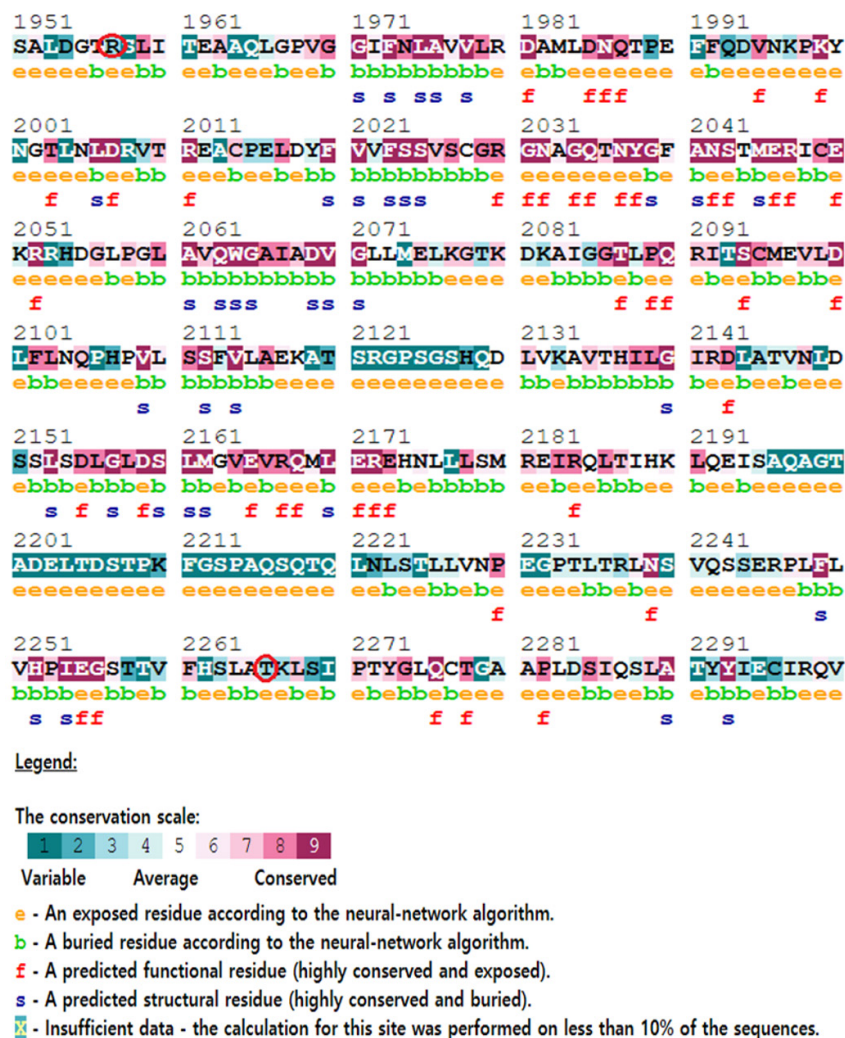 1951 1961 1971 1981 1991
SALDGTRSLI TEAAQLGPVG GIFNLAVVLR DAMLDNQTPE FFQDVNKPKY
eeeeebeebb eebeeebeeb bbbbbbbbbe ebbeeeeeee ebeeeeeeee
s s ss s f fff f f
2001 2011 2021 2031 2041
NGTLNLDRVT REACPELDYF VVFSSVSCGR GNAGQTNYGF ANSTMERICE
eeeeebeebb eeebeebebb bbbbbbbbbe eeeeeeeebe beebbeebbe
f sf f s s sss f ff ff ffs sff sff f
2051 2061 2071 2081 2091
KRRHDGLPGL AVQWGAIADV GLLMELKGTK DKAIGGTLPQ RITSCMEVLD
eeeeeebebb bbbbbbbbbb bbbbbbeeee eeebeeebee eebebbebbe
f s sss ss s f ff f f
2101 2111 2121 2131 2141
LFLNQPHPVL SSFVLAEKAT SRGPSGSHQD LVKAVTHILG IRDLATVNLD
ebbeeeeebb bbbbbbeeee eeeeeeeeee bbebbbbbbb beebeebeee
s s s s f
2151 2161 2171 2181 2191
SSLSDLGLDS LMGVEVRQML EREHNLLLSM REIRQLTIHK LQEISAQAGT
ebbbebbbeb bbbbebeeeb eeeebebbbb eebeebbbee beebeeeeee
s f s fs ss f ff s fff f
2201 2211 2221 2231 2241
ADELTDSTPK FGSPAQSQTQ LNLSTLLVNP EGPTLTRLNS VQSSERPLFL
eeeeeeeeee eeeeeeeeee eebeebbebe eeeebbebee beeeeeebbb
f f s
2251 2261 2271 2281 2291
VHPIEGSTTV FHSLATKLSI PTYGLQCTGA APLDSIQSLA TYYIECIRQV
bbbbeebbeb bbbbbeebeb ebebbebeee eeeebbeebb ebbbebbeee
s sff f f f s s
Legend:
The conservation scale:
1 2 3 4 5 6 7 8 9
Variable Average Conserved
e - An exposed residue according to the neural-network algorithm.
b - A buried residue according to the neural-network algorithm.
f - A predicted functional residue (highly conserved and exposed).
s - A predicted structural residue (highly conserved and buried).
X - Insufficient data - the calculation for this site was performed on less than 10% of the sequences.